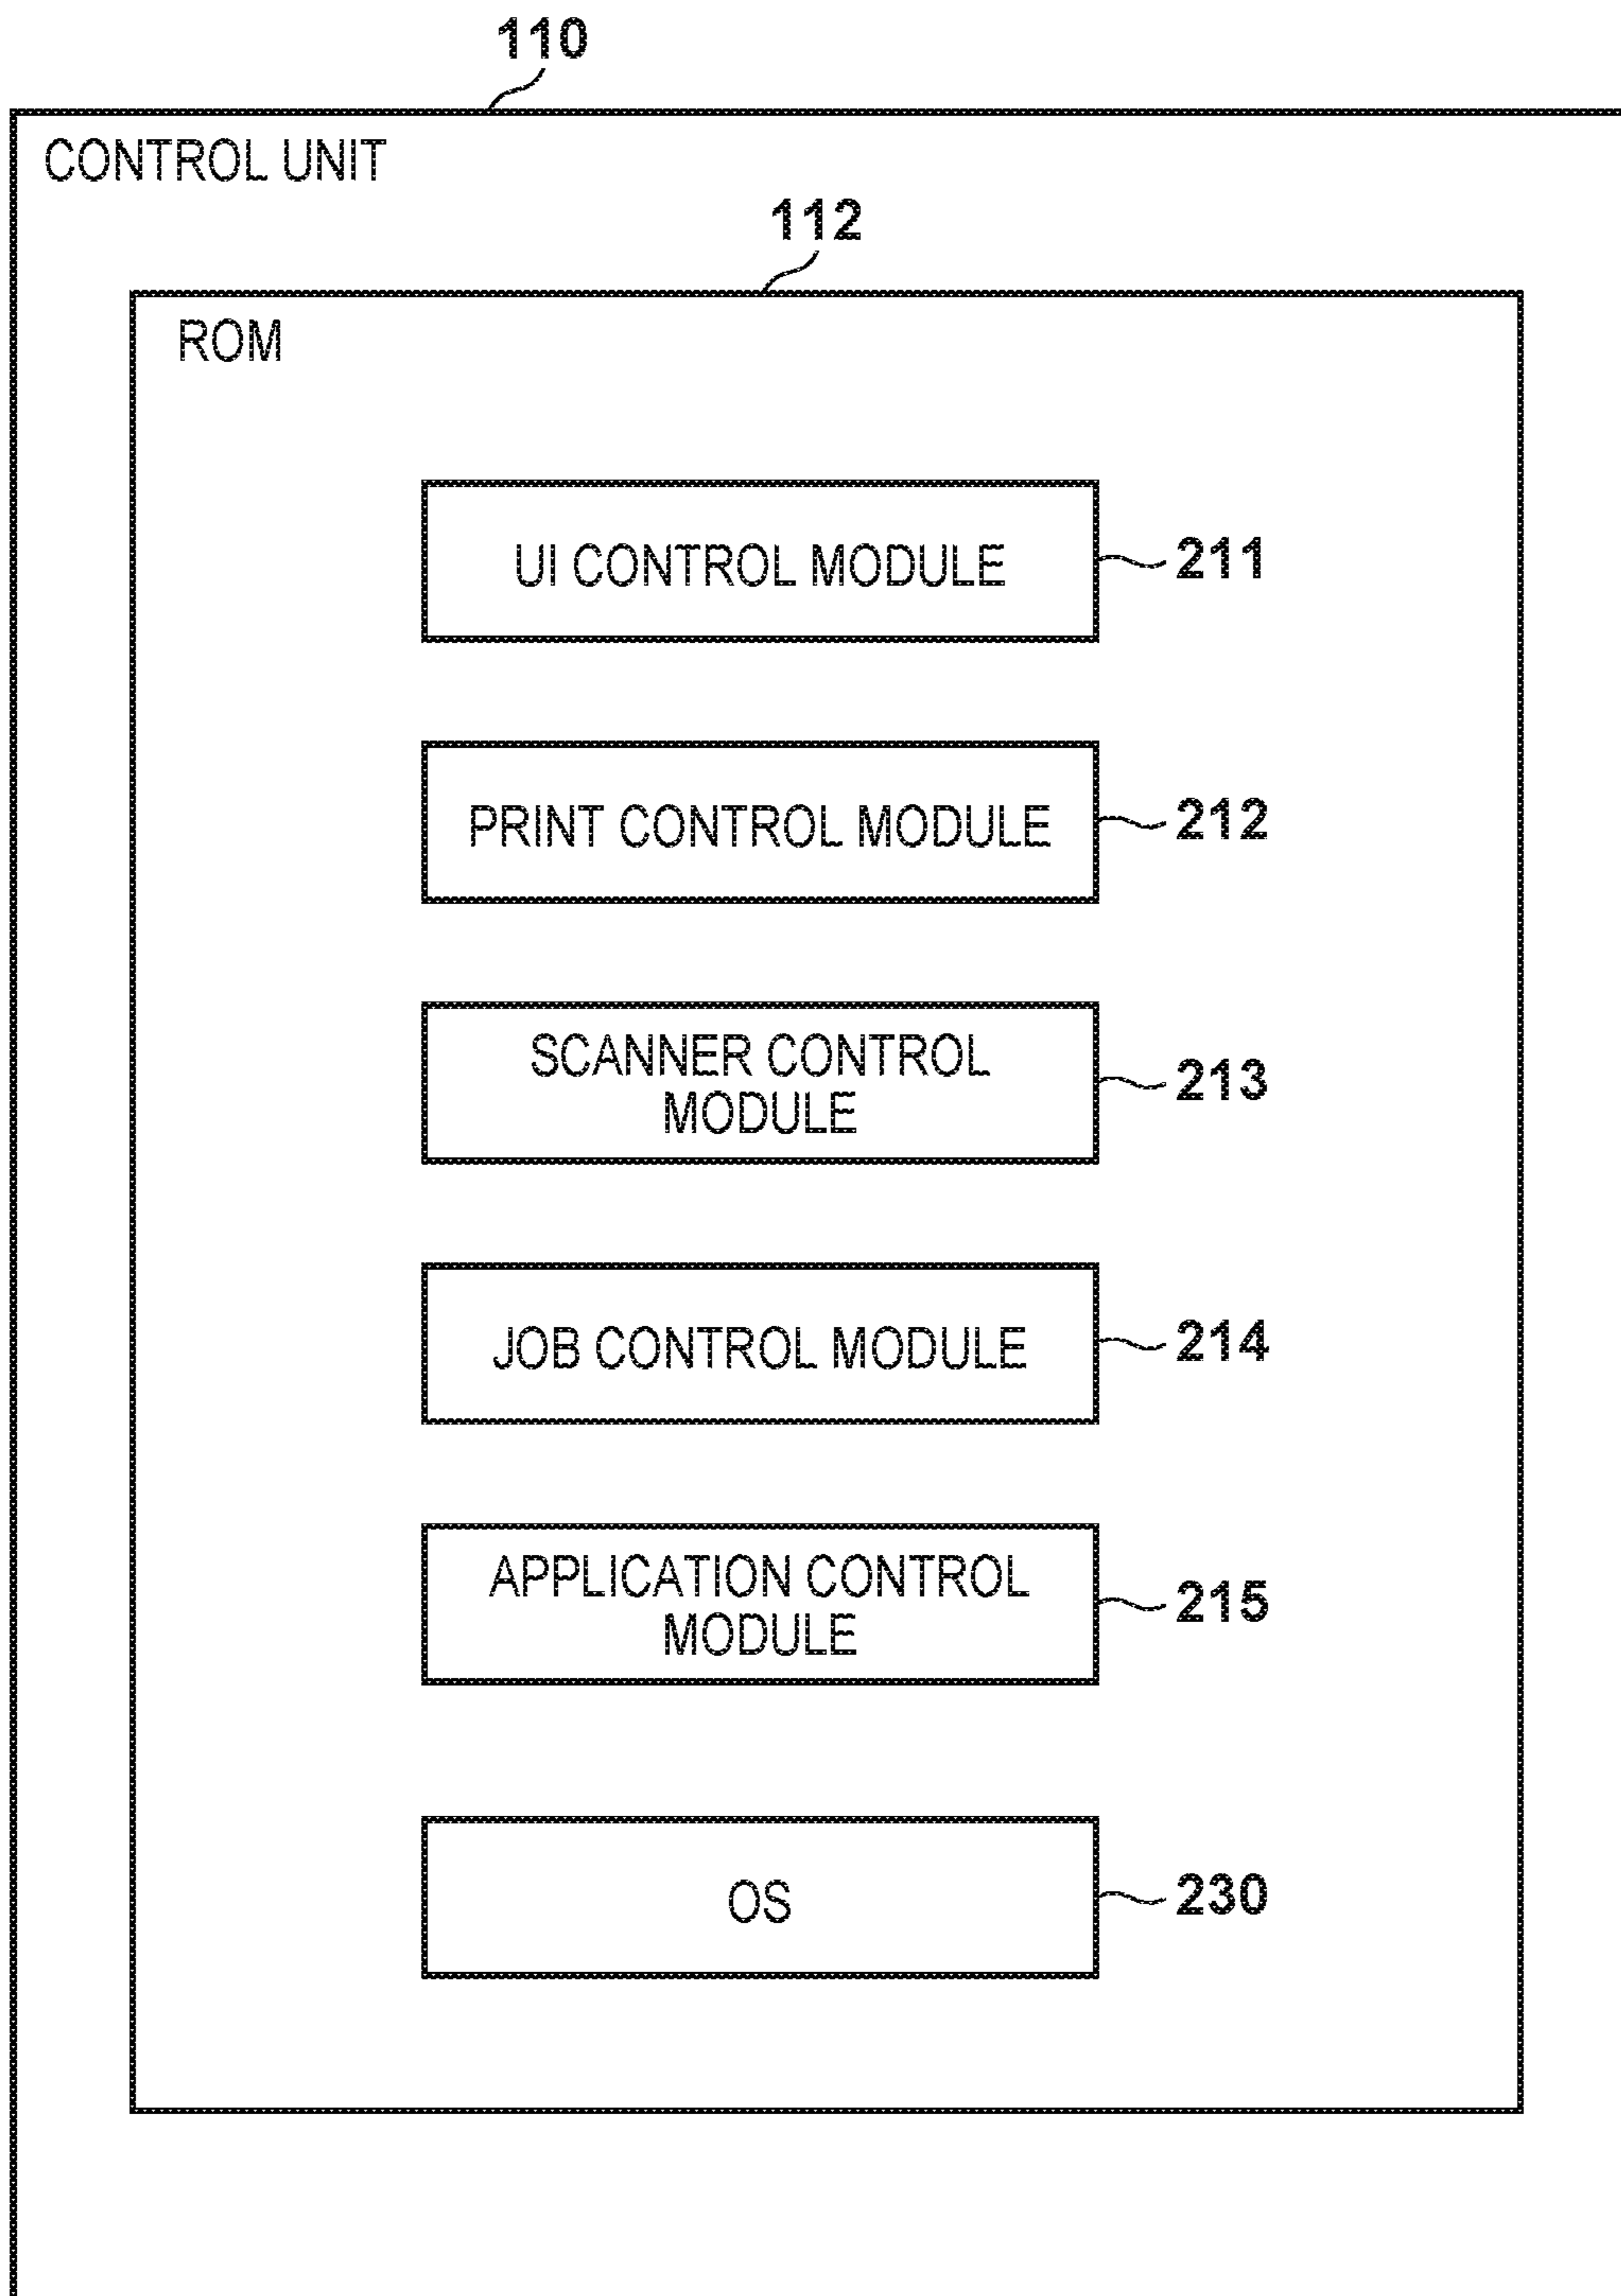 110
CONTROL UNIT
112
ROM
UI CONTROL MODULE
211
PRINT CONTROL MODULE
212
SCANNER CONTROL
MODULE
213
JOB CONTROL MODULE
214
APPLICATION CONTROL
MODULE
215
OS
230